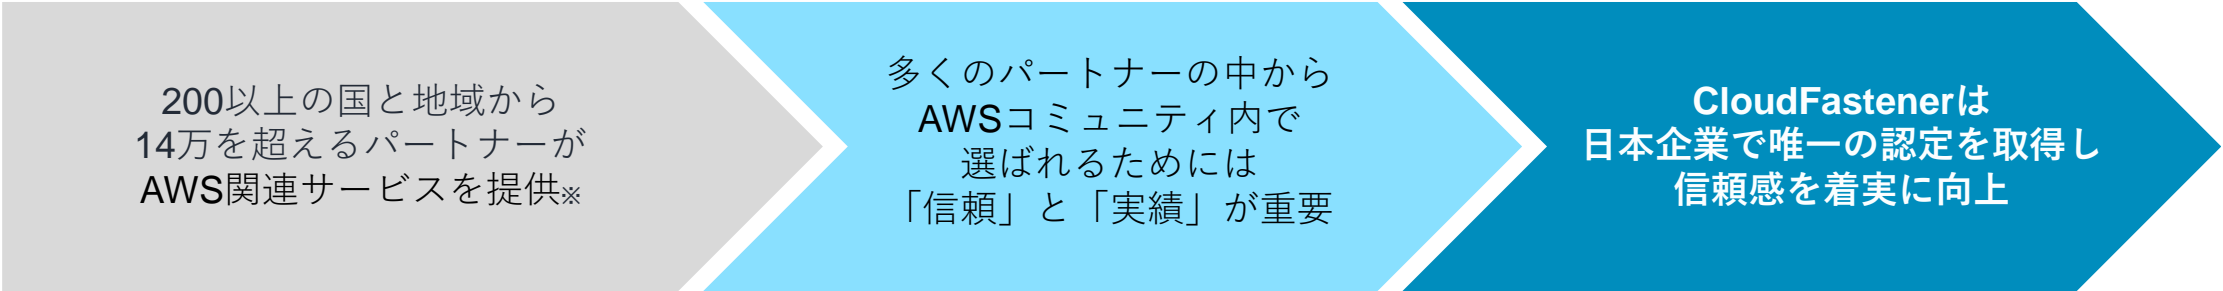 200以上の国と地域から
14万を超えるパートナーが
AWS関連サービスを提供※
多くのパートナーの中から
AWSコミュニティ内で
選ばれるためには
「信頼」と「実績」が重要
CloudFastenerは
日本企業で唯一の認定を取得し
信頼感を着実に向上